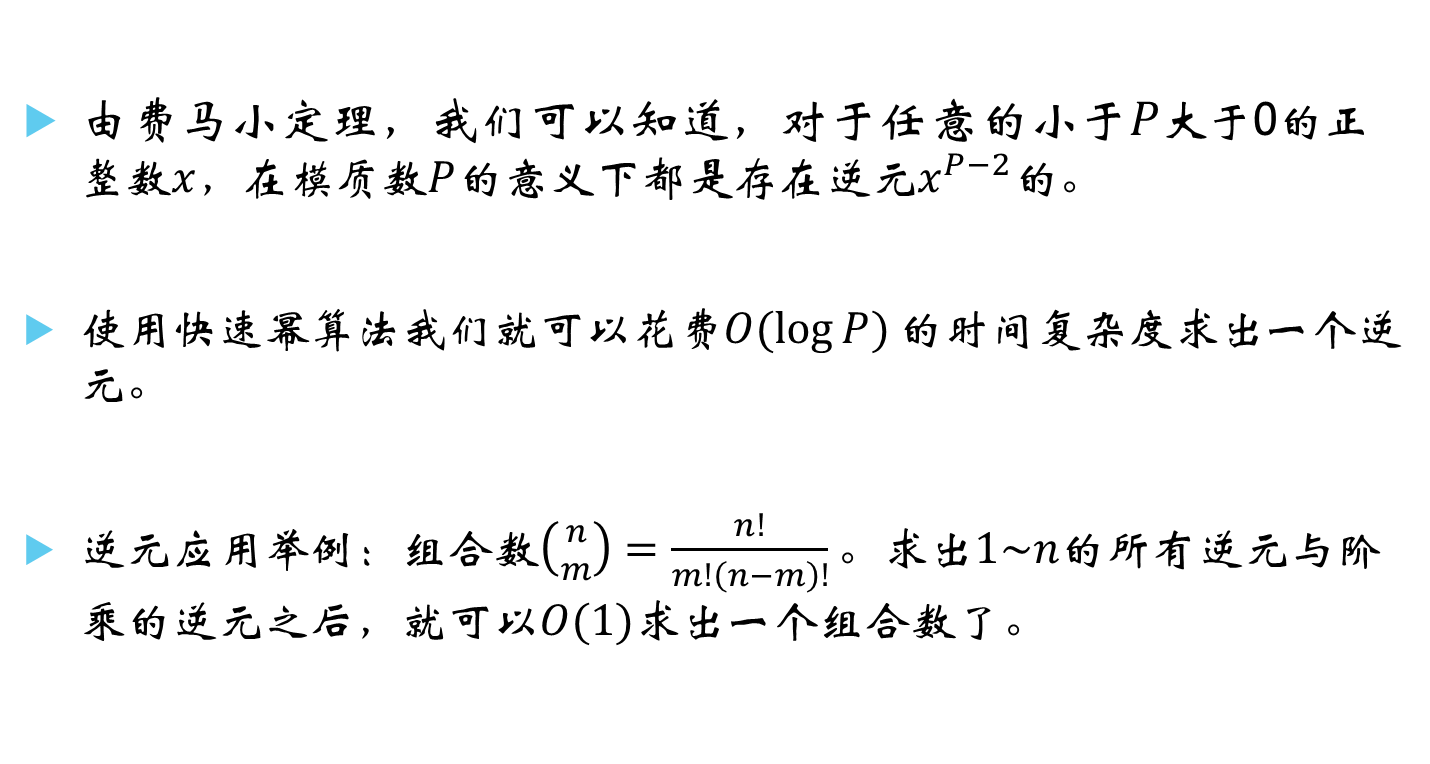 由费马小定理，我们可以知道，对于任意的小于P大于0的正
整数x，在模质数P的意义下都是存在逆元x^{P−2}的。
使用快速幂算法我们就可以花费O(log P) 的时间复杂度求出一个逆
元。
逆元应用举例：组合数\binom{n}{m} = \frac{n!}{m!(n−m)!}。求出1~n的所有逆元与阶
乘的逆元之后，就可以O(1)求出一个组合数了。